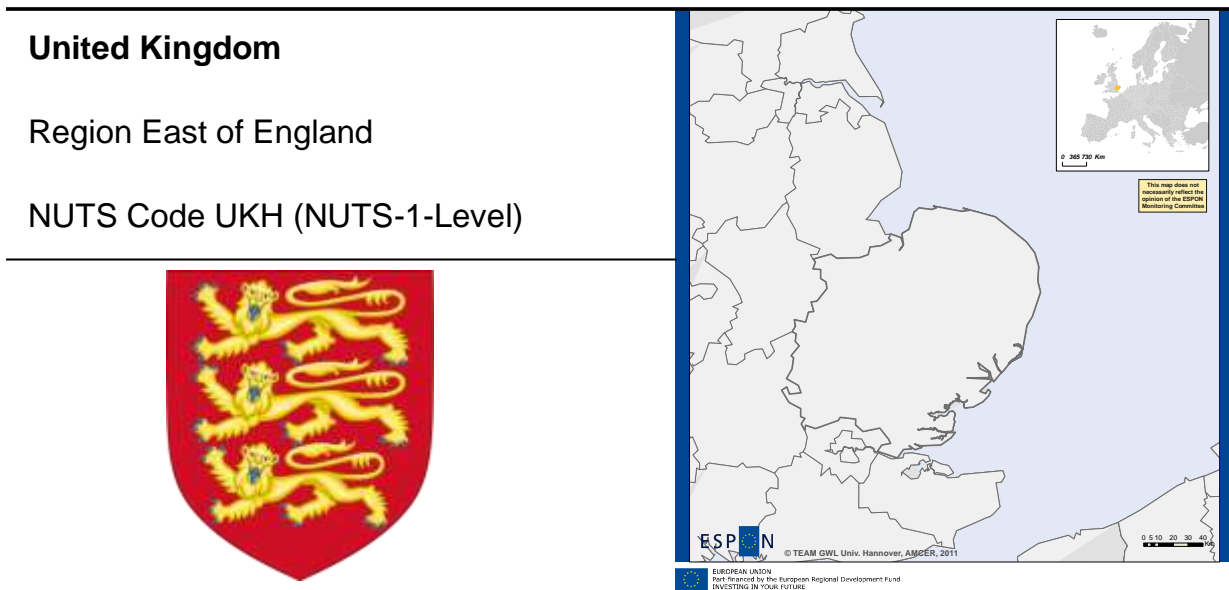 United Kingdom
Region East of England
NUTS Code UKH (NUTS-1-Level)
0 365 730 Km
This map does not
necessarily reflect the
opinion of the ESPON
Monitoring Committee
ESPON
© TEAM GWL Univ. Hannover, AMCER, 2011
0 5 10 20 30 40
Km
EUROPEAN UNION
Part-financed by the European Regional Development Fund
INVESTING IN YOUR FUTURE